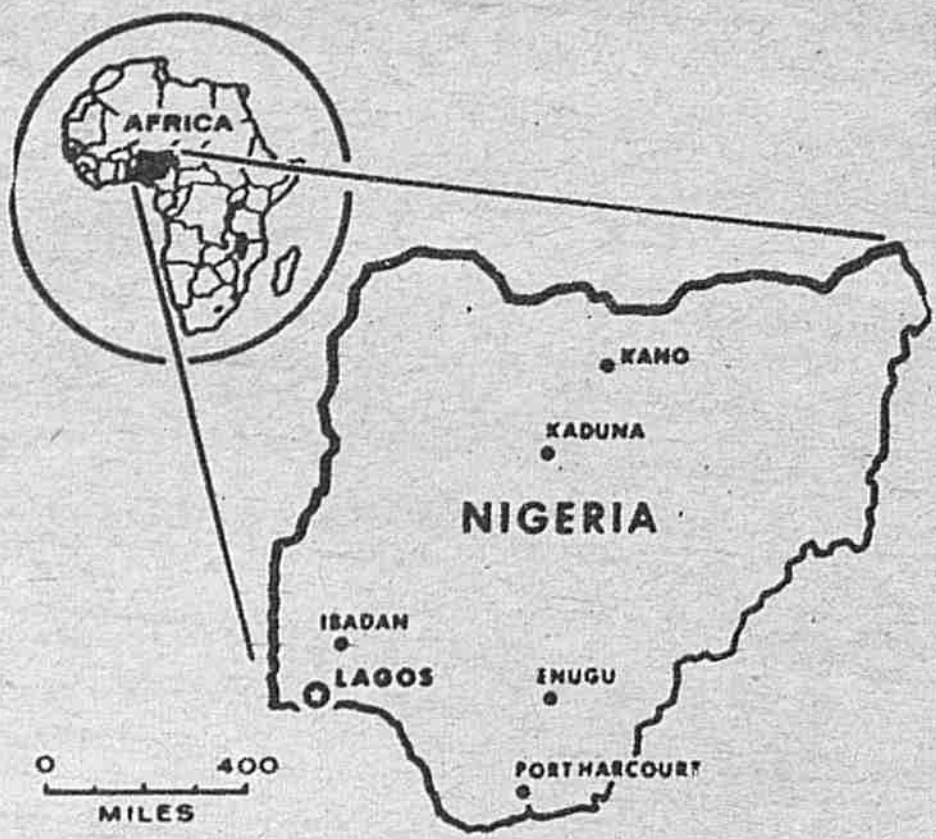 AFRICA
KANO
KADUNA
NIGERIA
IBADAN
LAGOS
ENUGU
PORT HARCOURT
0 400
MILES